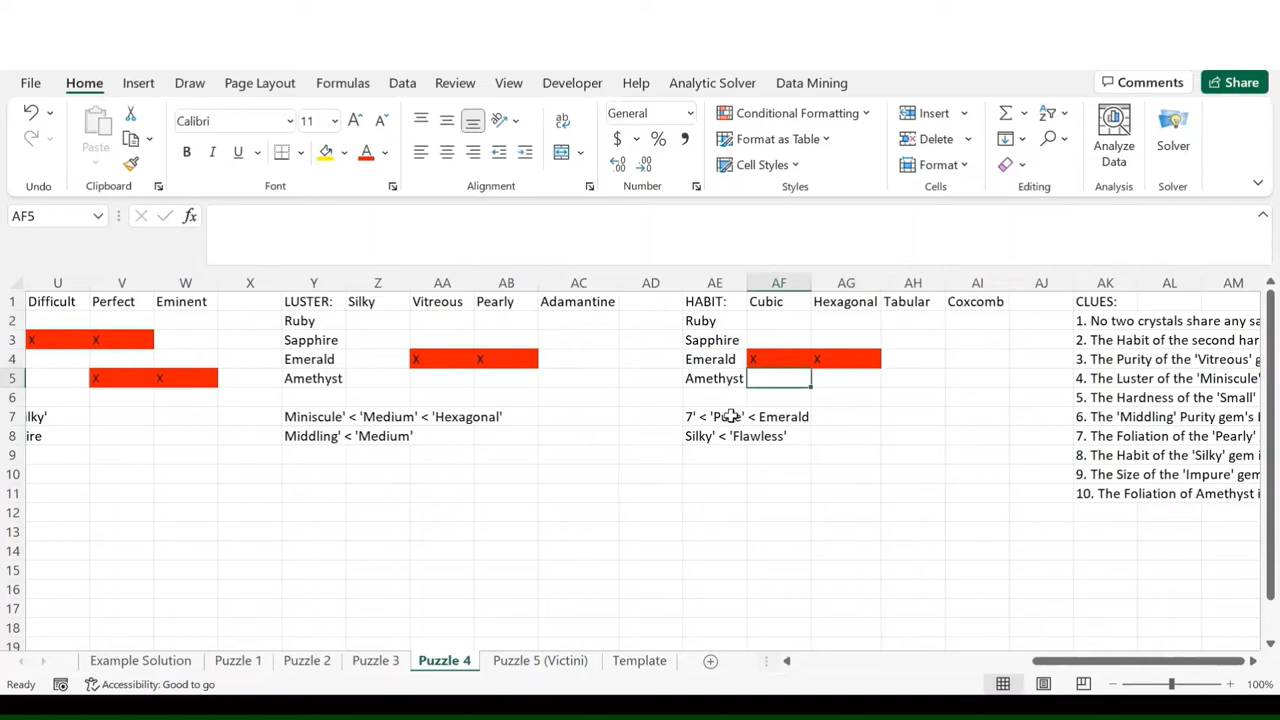 File Home Insert Draw Page Layout Formulas Data Review View Developer Help Analytic Solver Data Mining Comments Share
Undo
Paste
Clipboard
Calibri 11
B I U
Font
ab
Alignment
General
$ % ,
Number
Conditional Formatting
Format as Table
Cell Styles
Styles
Insert
Delete
Format
Cells
Editing
Analyze Data
Analysis
Solver
Solver
AF5 fx
U V W X Y Z AA AB AC AD AE AF AG AH AI AJ AK AL AM
1 Difficult Perfect Eminent LUSTER: Silky Vitreous Pearly Adamantine HABIT: Cubic Hexagonal Tabular Coxcomb CLUES:
2 Ruby Ruby 1. No two crystals share any sa
3 X X Sapphire Sapphire 2. The Habit of the second har
4 Emerald X X Emerald X X 3. The Purity of the 'Vitreous' g
5 X X Amethyst Amethyst 4. The Luster of the 'Miniscule'
6 5. The Hardness of the 'Small'
7 ilky' Miniscule' < 'Medium' < 'Hexagonal' 7' < 'Pure' < Emerald 6. The 'Middling' Purity gem's
8 ire Middling' < 'Medium' Silky' < 'Flawless' 7. The Foliation of the 'Pearly'
9 8. The Habit of the 'Silky' gem i
10 9. The Size of the 'Impure' gem
11 10. The Foliation of Amethyst i
12
13
14
15
16
17
18
19
Example Solution Puzzle 1 Puzzle 2 Puzzle 3 Puzzle 4 Puzzle 5 (Victini) Template
Ready Accessibility: Good to go 100%